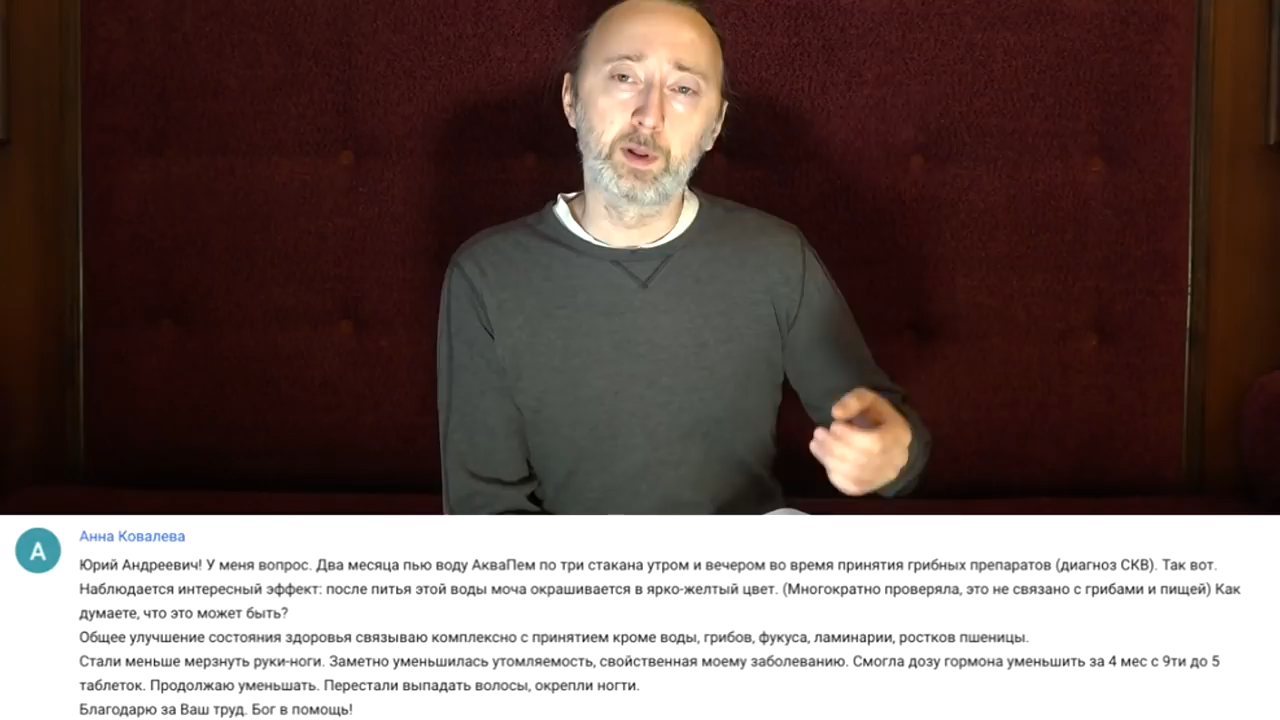 А
Анна Ковалева
Юрий Андреевич! У меня вопрос. Два месяца пью воду АкваПем по три стакана утром и вечером во время принятия грибных препаратов (диагноз СКВ). Так вот.
Наблюдается интересный эффект: после питья этой воды моча окрашивается в ярко-желтый цвет. (Многократно проверяла, это не связано с грибами и пищей) Как
думаете, что это может быть?
Общее улучшение состояния здоровья связываю комплексно с принятием кроме воды, грибов, фукуса, ламинарии, ростков пшеницы.
Стали меньше мерзнуть руки-ноги. Заметно уменьшилась утомляемость, свойственная моему заболеванию. Смогла дозу гормона уменьшить за 4 мес с 9ти до 5
таблеток. Продолжаю уменьшать. Перестали выпадать волосы, окрепли ногти.
Благодарю за Ваш труд. Бог в помощь!